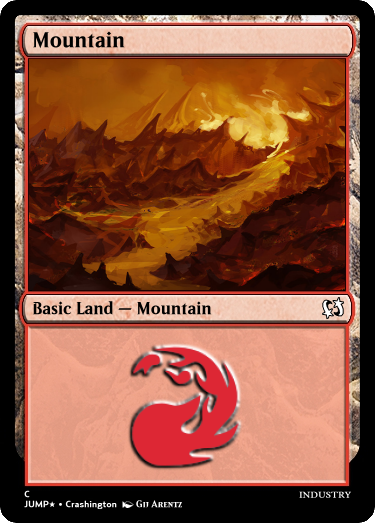 Mountain
Basic Land — Mountain
C
JUMP★ • Crashington Git Arentz
INDUSTRY